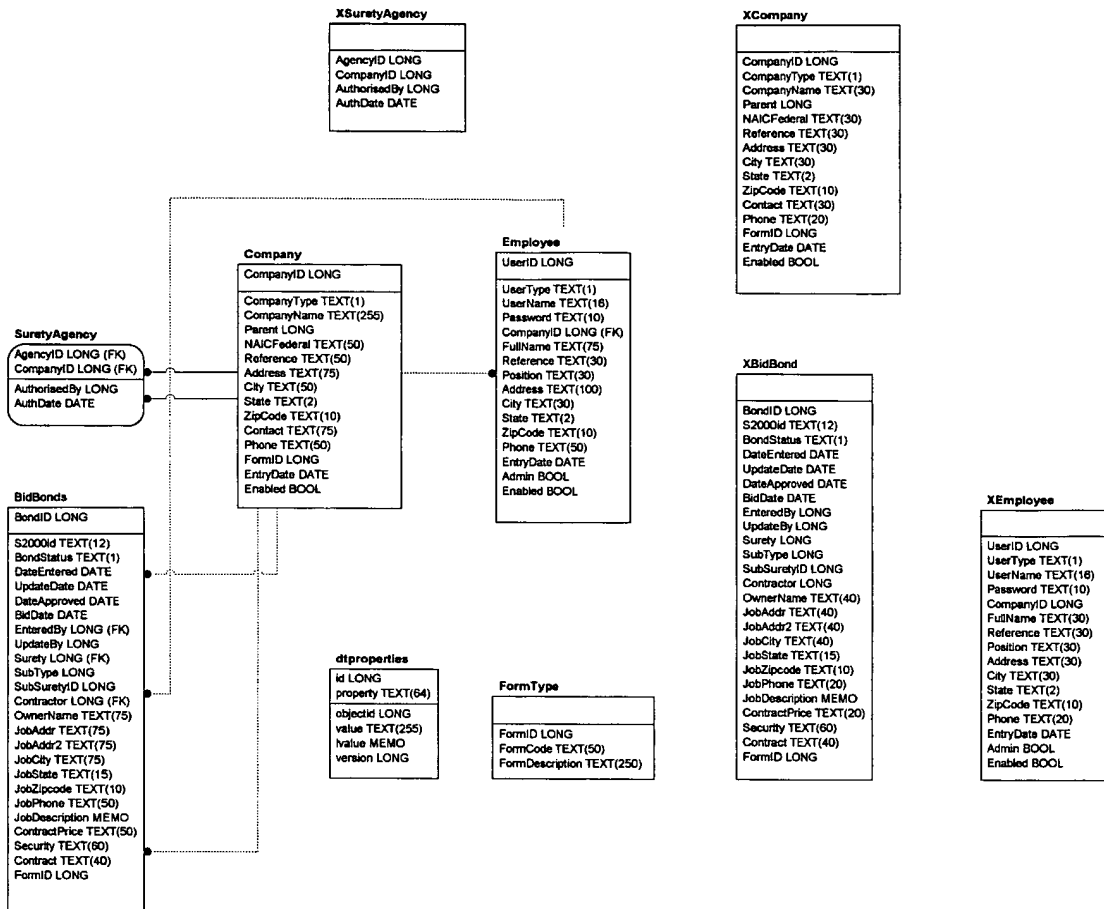 XSuretyAgency
AgencyID LONG
CompanyID LONG
AuthorisedBy LONG
AuthDate DATE
XCompany
CompanyID LONG
CompanyType TEXT(1)
CompanyName TEXT(30)
Parent LONG
NAICFederal TEXT(30)
Reference TEXT(30)
Address TEXT(30)
City TEXT(30)
State TEXT(2)
ZipCode TEXT(10)
Contact TEXT(30)
Phone TEXT(20)
FormID LONG
EntryDate DATE
Enabled BOOL
SuretyAgency
AgencyID LONG (FK)
CompanyID LONG (FK)
AuthorisedBy LONG
AuthDate DATE
Company
CompanyID LONG
CompanyType TEXT(1)
CompanyName TEXT(255)
Parent LONG
NAICFederal TEXT(50)
Reference TEXT(50)
Address TEXT(75)
City TEXT(50)
State TEXT(2)
ZipCode TEXT(10)
Contact TEXT(75)
Phone TEXT(50)
FormID LONG
EntryDate DATE
Enabled BOOL
Employee
UserID LONG
UserType TEXT(1)
UserName TEXT(16)
Password TEXT(10)
CompanyID LONG (FK)
FullName TEXT(75)
Reference TEXT(30)
Position TEXT(30)
Address TEXT(100)
City TEXT(30)
State TEXT(2)
ZipCode TEXT(10)
Phone TEXT(50)
EntryDate DATE
Admin BOOL
Enabled BOOL
BidBonds
BondID LONG
S2000id TEXT(12)
BondStatus TEXT(1)
DateEntered DATE
UpdateDate DATE
DateApproved DATE
BidDate DATE
EnteredBy LONG (FK)
UpdateBy LONG
Surety LONG (FK)
SubType LONG
SubSuretyID LONG
Contractor LONG (FK)
OwnerName TEXT(75)
JobAddr TEXT(75)
JobAddr2 TEXT(75)
JobCity TEXT(75)
JobState TEXT(15)
JobZipcode TEXT(10)
JobPhone TEXT(50)
JobDescription MEMO
ContractPrice TEXT(50)
Security TEXT(60)
Contract TEXT(40)
FormID LONG
dtproperties
id LONG
property TEXT(64)
objectid LONG
value TEXT(255)
lvalue MEMO
version LONG
FormType
FormID LONG
FormCode TEXT(50)
FormDescription TEXT(250)
XBidBond
BondID LONG
S2000id TEXT(12)
BondStatus TEXT(1)
DateEntered DATE
UpdateDate DATE
DateApproved DATE
BidDate DATE
EnteredBy LONG
UpdateBy LONG
Surety LONG
SubType LONG
SubSuretyID LONG
Contractor LONG
OwnerName TEXT(40)
JobAddr TEXT(40)
JobAddr2 TEXT(40)
JobCity TEXT(40)
JobState TEXT(15)
JobZipcode TEXT(10)
JobPhone TEXT(20)
JobDescription MEMO
ContractPrice TEXT(20)
Security TEXT(60)
Contract TEXT(40)
FormID LONG
XEmployee
UserID LONG
UserType TEXT(1)
UserName TEXT(16)
Password TEXT(10)
CompanyID LONG
FullName TEXT(30)
Reference TEXT(30)
Position TEXT(30)
Address TEXT(30)
City TEXT(30)
State TEXT(2)
ZipCode TEXT(10)
Phone TEXT(20)
EntryDate DATE
Admin BOOL
Enabled BOOL